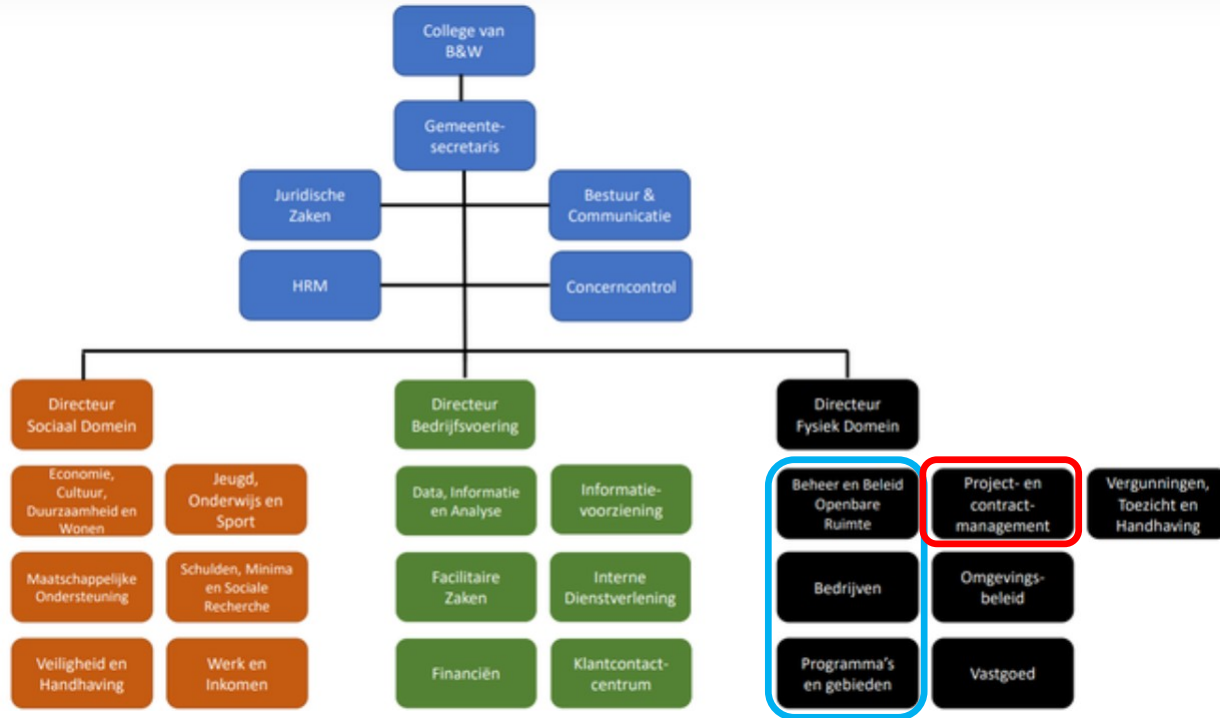 College van
B&W
Gemeente-
secretaris
Juridische
Zaken
Bestuur &
Communicatie
HRM
Concerncontrol
Directeur
Sociaal Domein
Directeur
Bedrijfsvoering
Directeur
Fysiek Domein
Economie,
Cultuur,
Duurzaamheid en
Wonen
Jeugd,
Onderwijs en
Sport
Data, Informatie
en Analyse
Informatie-
voorziening
Beheer en Beleid
Openbare
Ruimte
Project- en
contract-
management
Vergunningen,
Toezicht en
Handhaving
Maatschappelijke
Ondersteuning
Schulden, Minima
en Sociale
Recherche
Facilitaire
Zaken
Interne
Dienstverlening
Bedrijven
Omgevings-
beleid
Veiligheid en
Handhaving
Werk en
Inkomen
Financiën
Klantcontact-
centrum
Programma's
en gebieden
Vastgoed